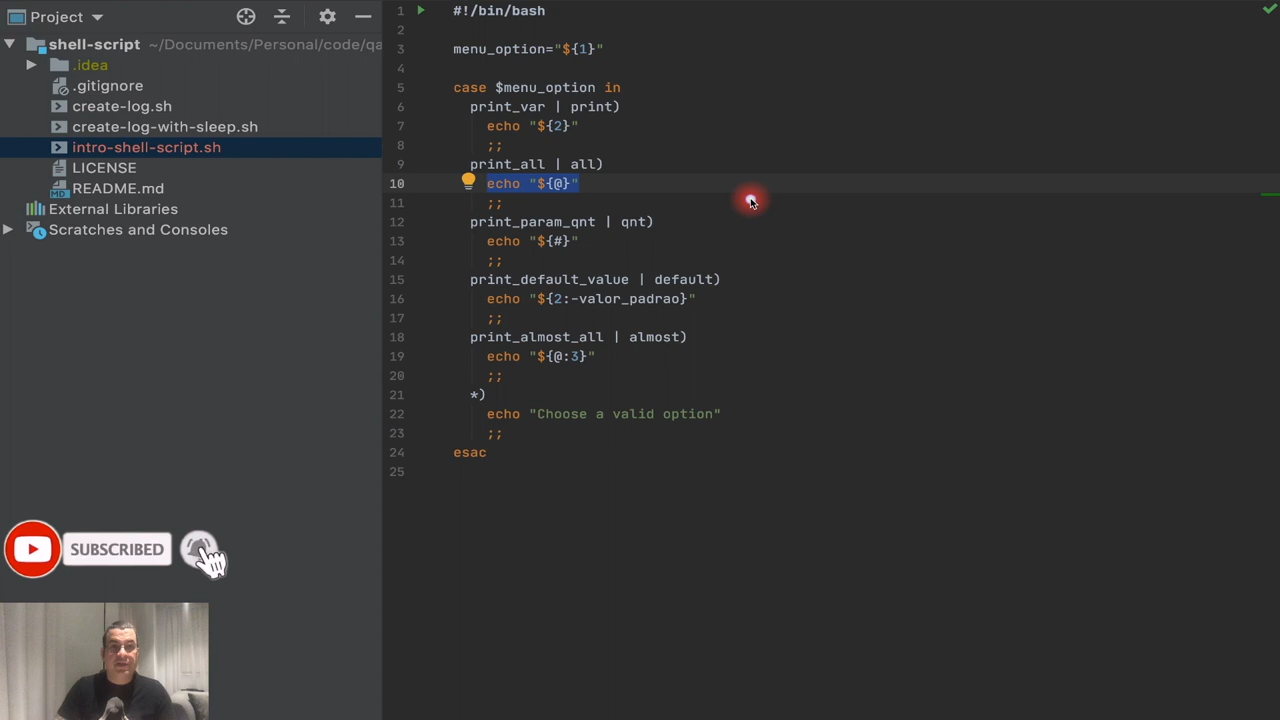 Project
shell-script ~/Documents/Personal/code/qa
.idea
.gitignore
create-log.sh
create-log-with-sleep.sh
intro-shell-script.sh
LICENSE
MD README.md
External Libraries
Scratches and Consoles
SUBSCRIBED
1 #!/bin/bash
2
3 menu_option="${1}"
4
5 case $menu_option in
6 print_var | print)
7 echo "${2}"
8 ;;
9 print_all | all)
10 echo "${@}"
11 ;;
12 print_param_qnt | qnt)
13 echo "${#}"
14 ;;
15 print_default_value | default)
16 echo "${2:-valor_padrao}"
17 ;;
18 print_almost_all | almost)
19 echo "${@:3}"
20 ;;
21 *)
22 echo "Choose a valid option"
23 ;;
24 esac
25